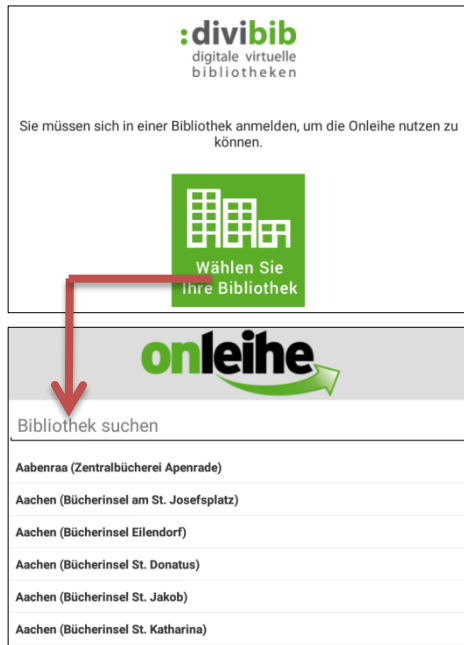 :divibib
digitale virtuelle
bibliotheken
Sie müssen sich in einer Bibliothek anmelden, um die Onleihe nutzen zu
können.
Wählen Sie
Ihre Bibliothek
onleihe
Bibliothek suchen
Aabenraa (Zentralbücherei Apenrade)
Aachen (Bücherinsel am St. Josefsplatz)
Aachen (Bücherinsel Eilendorf)
Aachen (Bücherinsel St. Donatus)
Aachen (Bücherinsel St. Jakob)
Aachen (Bücherinsel St. Katharina)